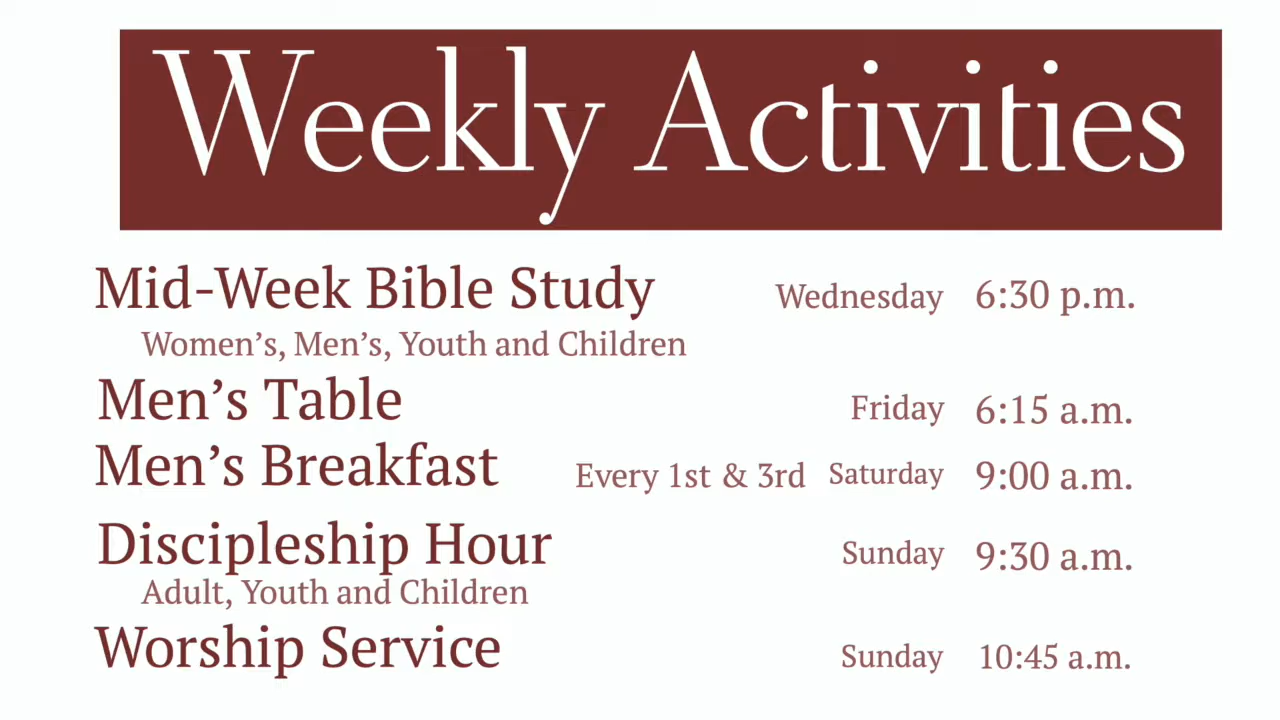 Weekly Activities
Mid-Week Bible Study Wednesday 6:30 p.m.
Women’s, Men’s, Youth and Children
Men’s Table Friday 6:15 a.m.
Men’s Breakfast Every 1st & 3rd Saturday 9:00 a.m.
Discipleship Hour Sunday 9:30 a.m.
Adult, Youth and Children
Worship Service Sunday 10:45 a.m.